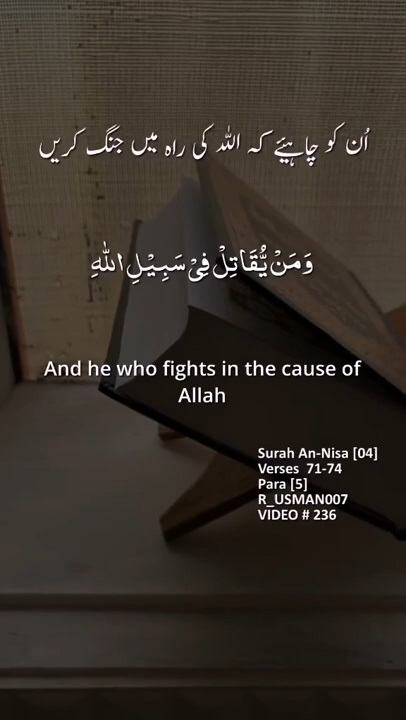 اُن کو چاہیئے کہ اللہ کی راہ میں جنگ کریں
وَمَنْ يُّقَاتِلْ فِیْ سَبِيْلِ اللّٰهِ
And he who fights in the cause of
Allah
Surah An-Nisa [04]
Verses 71-74
Para [5]
R_USMAN007
VIDEO # 236